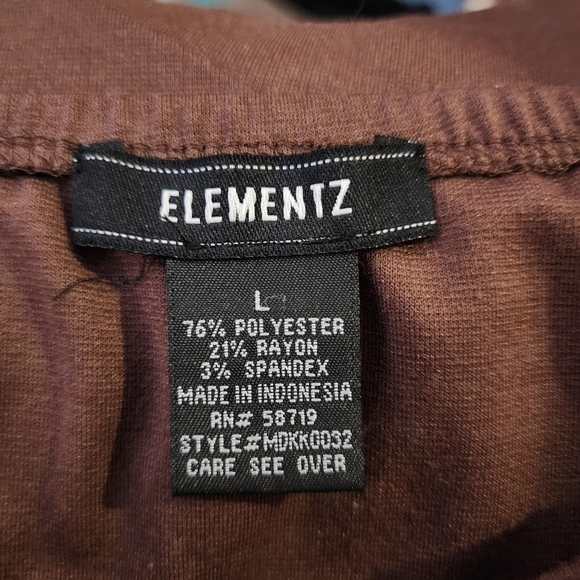 ELEMENTZ
L
76% POLYESTER
21% RAYON
3% SPANDEX
MADE IN INDONESIA
RN# 58719
STYLE#MDKK0032
CARE SEE OVER